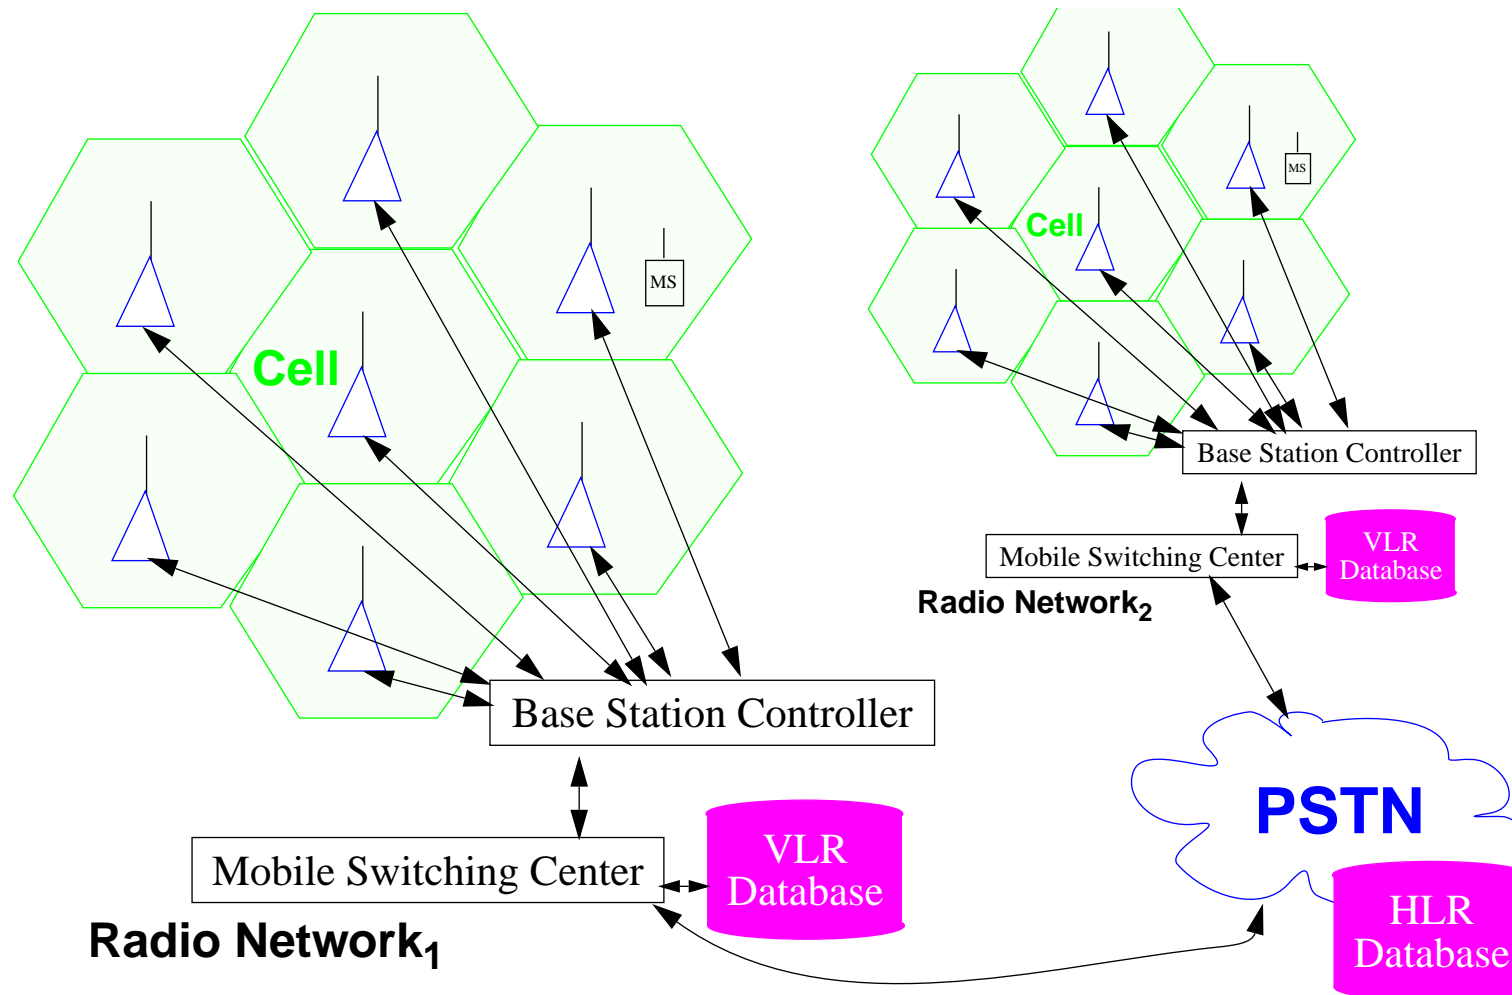 Cell
MS
Base Station Controller
Mobile Switching Center
VLR
Database
Radio Network1
Cell
MS
Base Station Controller
Mobile Switching Center
VLR
Database
Radio Network2
PSTN
HLR
Database